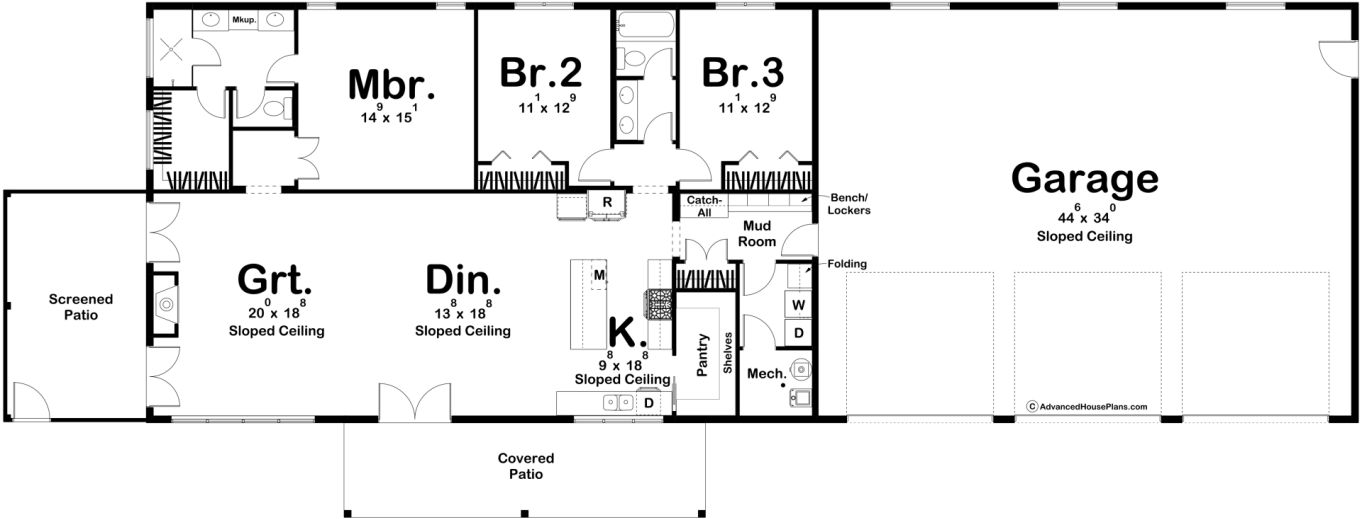 Mkup.
Mbr.
14⁹ x 15¹
Br.2
11¹ x 12⁹
Br.3
11¹ x 12⁹
Garage
44⁶ x 34⁰
Sloped Ceiling
R
Catch-
All
Bench/
Lockers
Mud
Room
Folding
Screened
Patio
Grt.
20⁰ x 18⁸
Sloped Ceiling
Din.
13⁸ x 18⁸
Sloped Ceiling
M
K.
9⁸ x 18⁸
Sloped Ceiling
D
Pantry
Shelves
W
D
Mech.
© AdvancedHousePlans.com
Covered
Patio